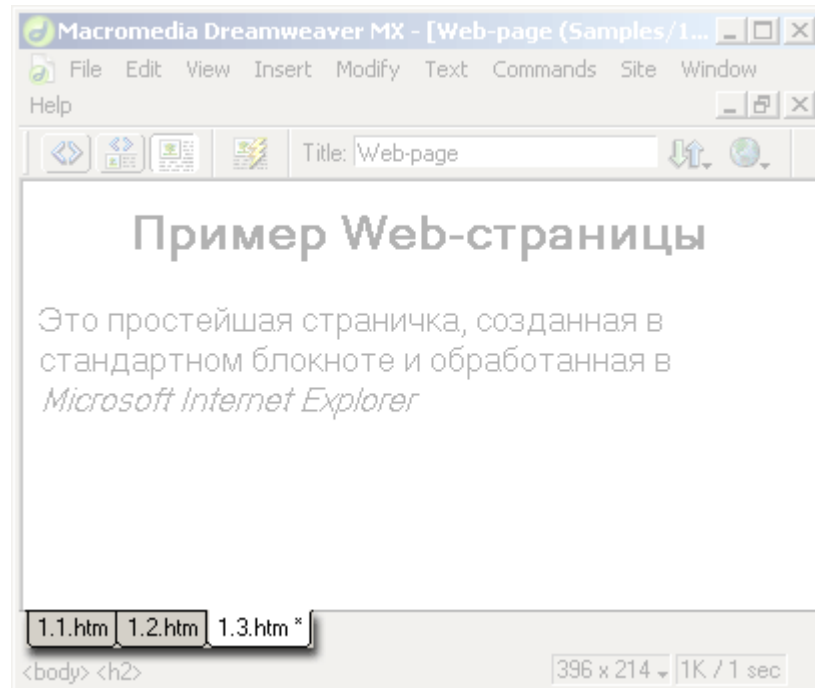 Macromedia Dreamweaver MX - [Web-page (Samples/1...
File Edit View Insert Modify Text Commands Site Window
Help
Title: Web-page
Пример Web-страницы
Это простейшая страничка, созданная в
стандартном блокноте и обработанная в
Microsoft Internet Explorer
1.1.htm 1.2.htm 1.3.htm *
<body> <h2> 396 x 214 1K / 1 sec